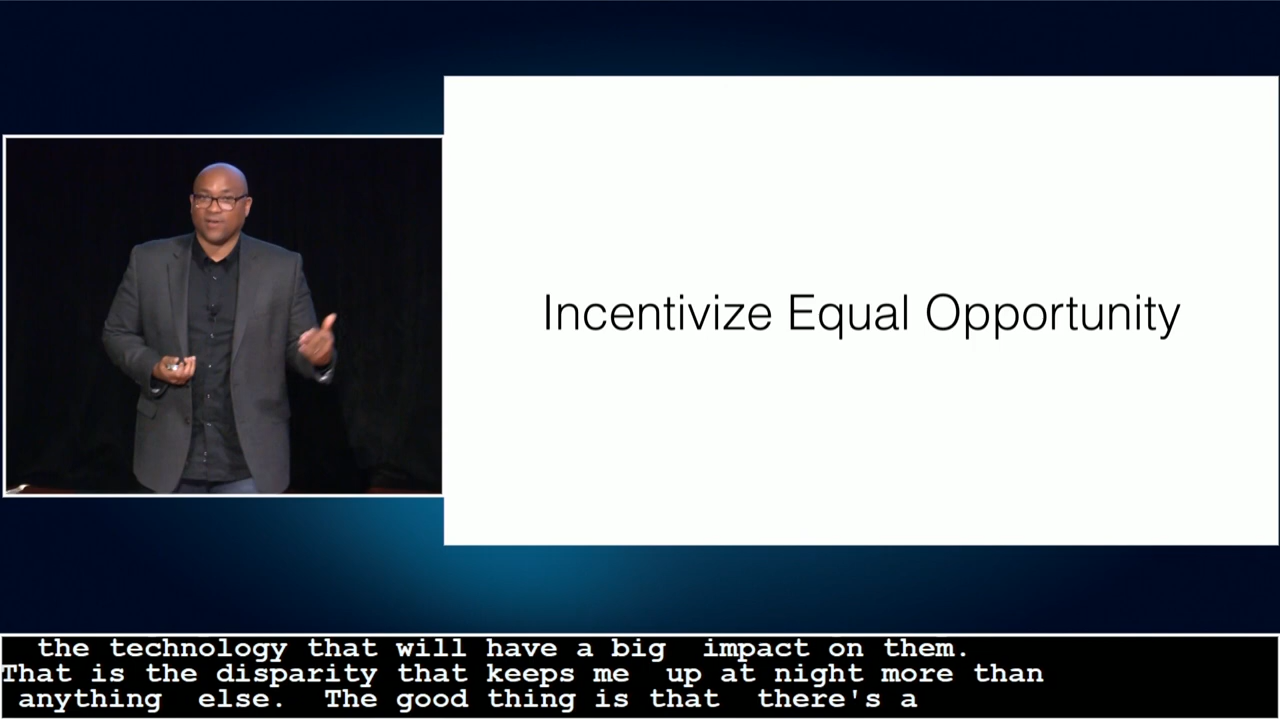 Incentivize Equal Opportunity
the technology that will have a big impact on them.
That is the disparity that keeps me up at night more than
anything else. The good thing is that there's a